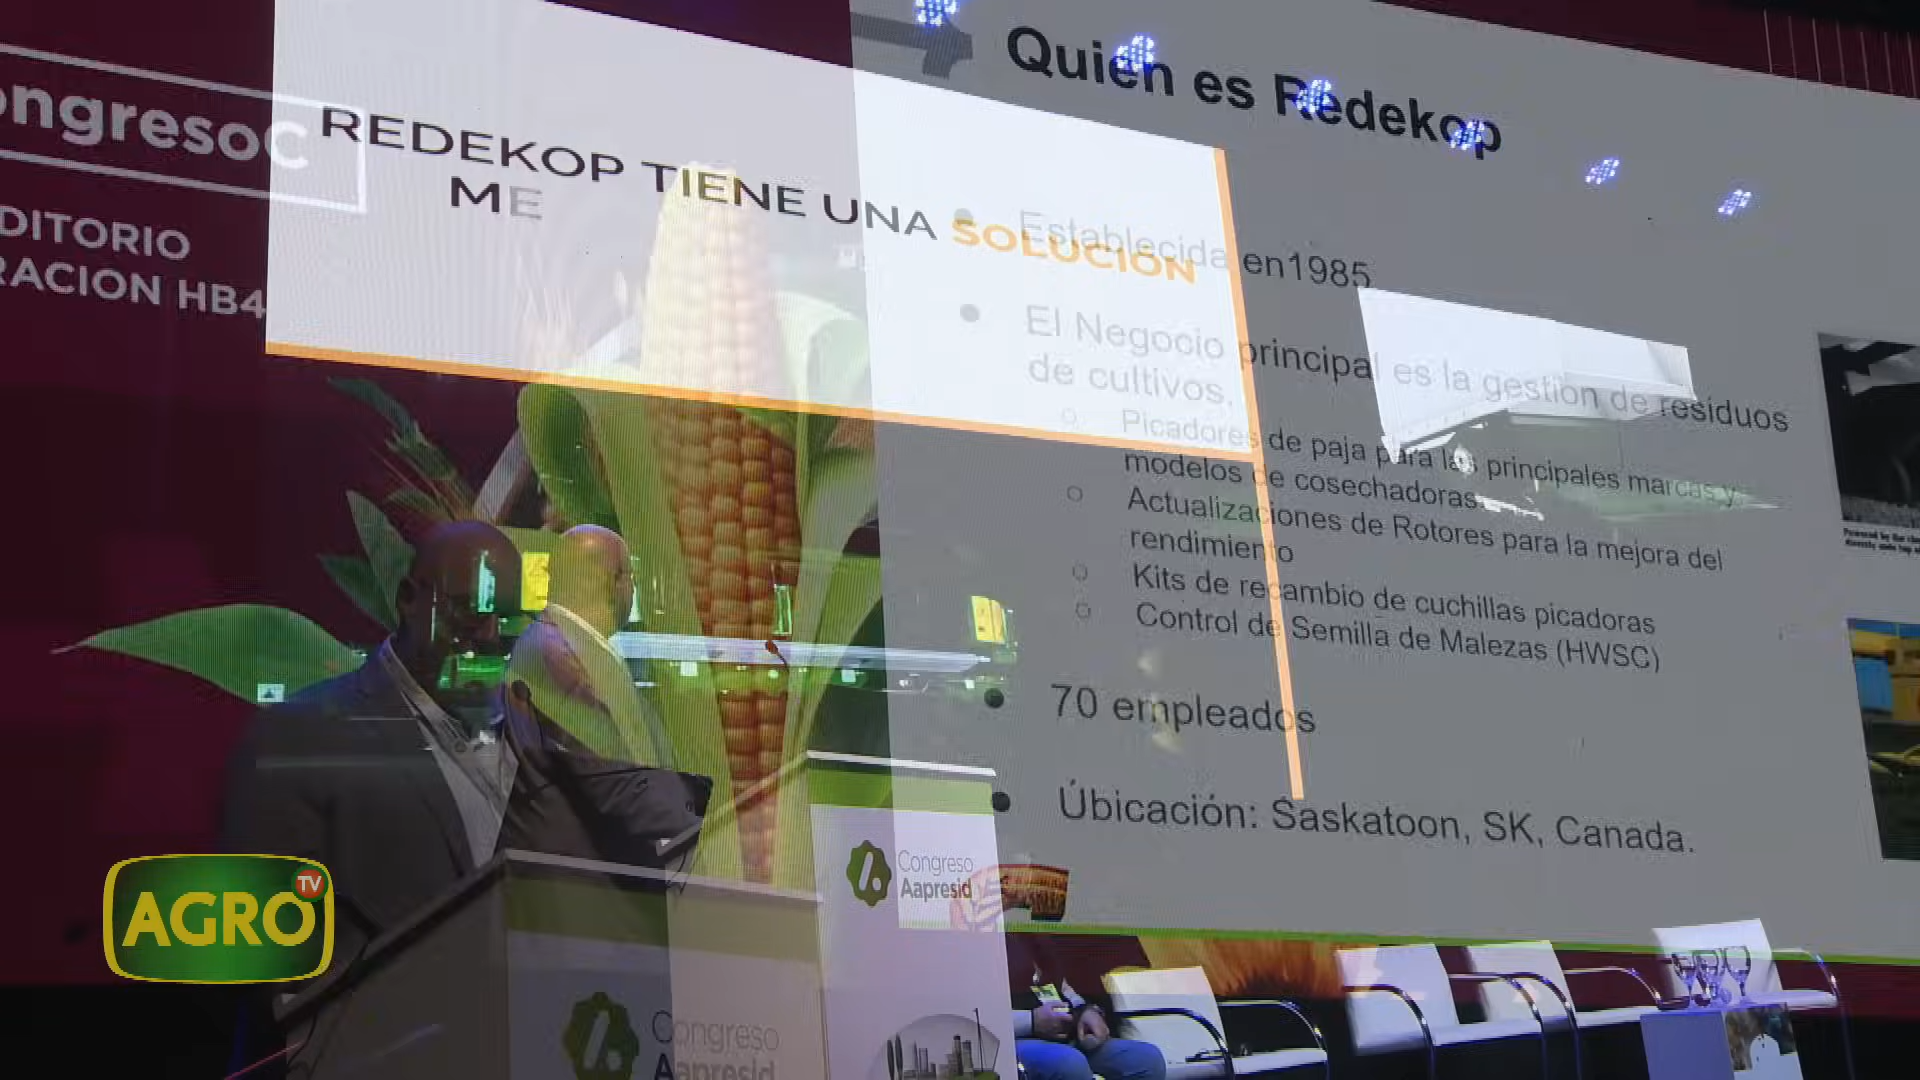 ongresoC
DITORIO
RACION HB4
REDEKOP TIENE UNA SOLUCIÓN
ME
Quién es Redekop
Establecida en1985
El Negocio principal es la gestión de residuos
de cultivos.
Picadores de paja para las principales marcas y
modelos de cosechadoras.
Actualizaciones de Rotores para la mejora del
rendimiento
Kits de recambio de cuchillas picadoras
Control de Semilla de Malezas (HWSC)
70 empleados
Úbicación: Saskatoon, SK, Canada.
Congreso
Aapresid
Congreso
Aapresid
AGRO
TV